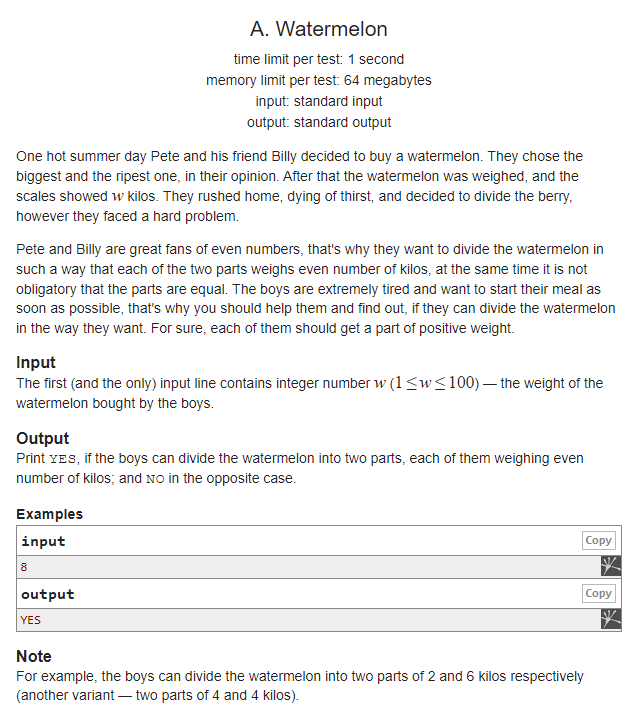 A. Watermelon
time limit per test: 1 second
memory limit per test: 64 megabytes
input: standard input
output: standard output
One hot summer day Pete and his friend Billy decided to buy a watermelon. They chose the
biggest and the ripest one, in their opinion. After that the watermelon was weighed, and the
scales showed w kilos. They rushed home, dying of thirst, and decided to divide the berry,
however they faced a hard problem.
Pete and Billy are great fans of even numbers, that's why they want to divide the watermelon in
such a way that each of the two parts weighs even number of kilos, at the same time it is not
obligatory that the parts are equal. The boys are extremely tired and want to start their meal as
soon as possible, that's why you should help them and find out, if they can divide the watermelon
in the way they want. For sure, each of them should get a part of positive weight.
Input
The first (and the only) input line contains integer number w (1 ≤ w ≤ 100) — the weight of the
watermelon bought by the boys.
Output
Print YES, if the boys can divide the watermelon into two parts, each of them weighing even
number of kilos; and NO in the opposite case.
Examples
input Copy
8
output Copy
YES
Note
For example, the boys can divide the watermelon into two parts of 2 and 6 kilos respectively
(another variant — two parts of 4 and 4 kilos).